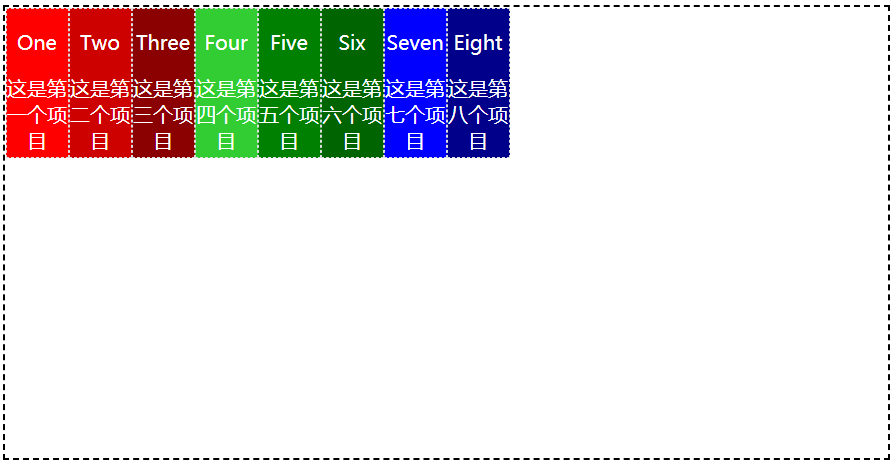 One Two Three Four Five Six Seven Eight
这是第 这是第 这是第 这是第 这是第 这是第 这是第 这是第
一个项 二个项 三个项 四个项 五个项 六个项 七个项 八个项
目 目 目 目 目 目 目 目